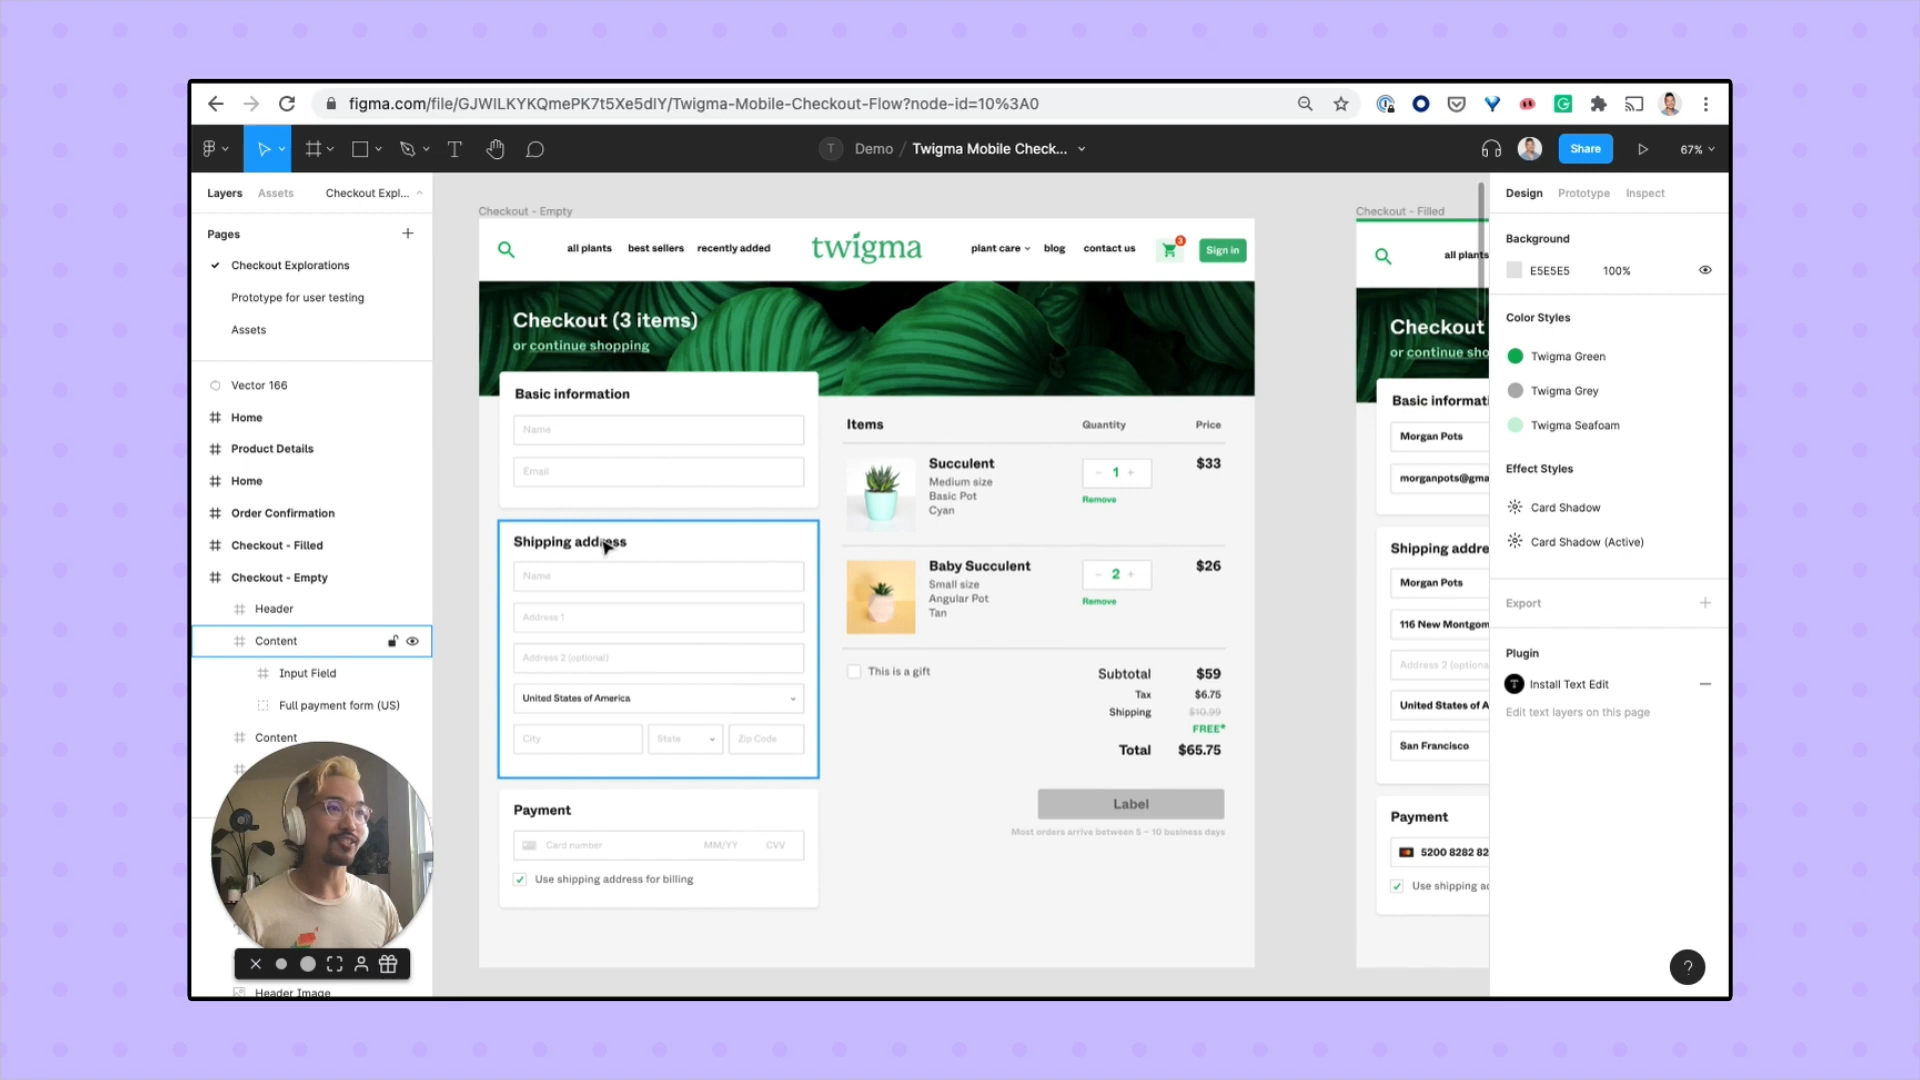 figma.com/file/GJWILKYKQmePK7t5Xe5dIY/Twigma-Mobile-Checkout-Flow?node-id=10%3A0
T Demo / Twigma Mobile Check...
Share
67%
Layers Assets Checkout Expl...
Pages
Checkout Explorations
Prototype for user testing
Assets
Vector 166
Home
Product Details
Home
Order Confirmation
Checkout - Filled
Checkout - Empty
Header
Content
Input Field
Full payment form (US)
Content
Header Image
Checkout - Empty
all plants best sellers recently added
twigma
plant care blog contact us
3
Sign in
Checkout (3 items)
or continue shopping
Basic information
Name
Email
Shipping address
Name
Address 1
Address 2 (optional)
United States of America
City State Zip Code
Payment
Card number MM/YY CVV
Use shipping address for billing
Items Quantity Price
Succulent
Medium size
Basic Pot
Cyan
- 1 +
Remove
$33
Baby Succulent
Small size
Angular Pot
Tan
- 2 +
Remove
$26
This is a gift
Subtotal $59
Tax $6.75
Shipping $10.99
FREE*
Total $65.75
Label
Most orders arrive between 5 – 10 business days
Checkout - Filled
all plants
Checkout
or continue sho
Basic informati
Morgan Pots
morganpots@gma
Shipping addre
Morgan Pots
116 New Montgom
Address 2 (optiona
United States of A
San Francisco
Payment
5200 8282 82
Use shipping ad
Design Prototype Inspect
Background
E5E5E5 100%
Color Styles
Twigma Green
Twigma Grey
Twigma Seafoam
Effect Styles
Card Shadow
Card Shadow (Active)
Export
Plugin
Install Text Edit
Edit text layers on this page
?